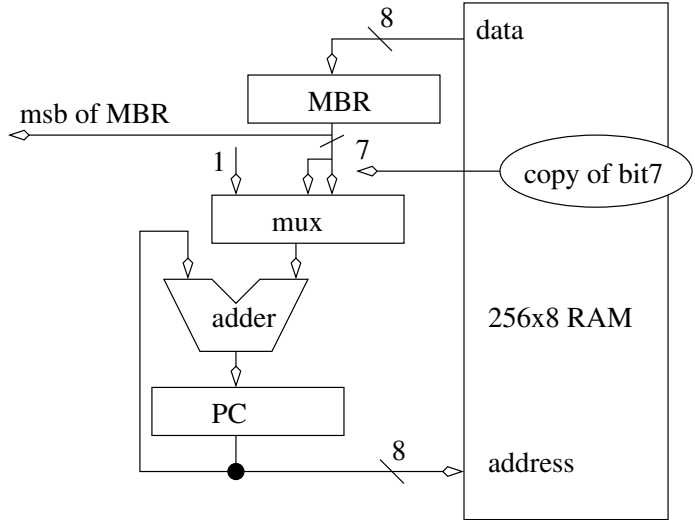 8
data
MBR
msb of MBR
7
1
copy of bit7
mux
256x8 RAM
adder
PC
8
address